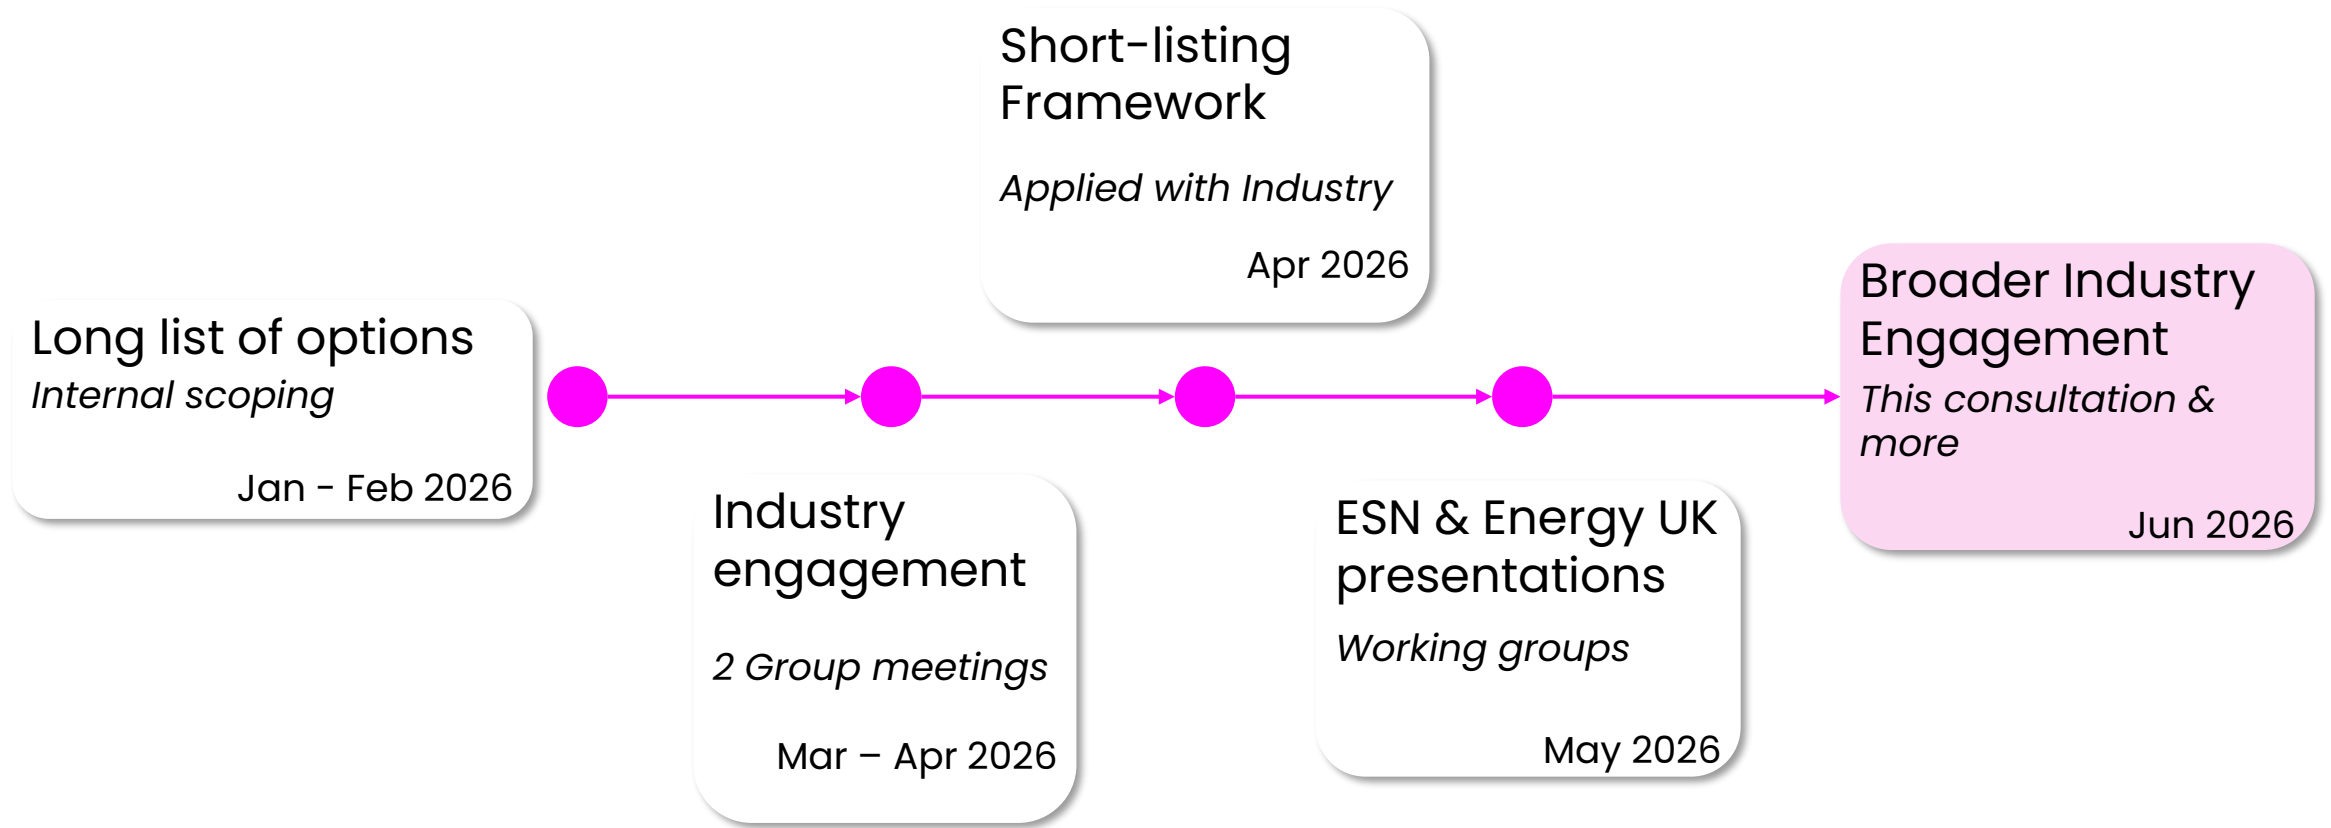 Long list of options
Internal scoping
Jan - Feb 2026
Industry
engagement
2 Group meetings
Mar – Apr 2026
Short-listing
Framework
Applied with Industry
Apr 2026
ESN & Energy UK
presentations
Working groups
May 2026
Broader Industry
Engagement
This consultation &
more
Jun 2026